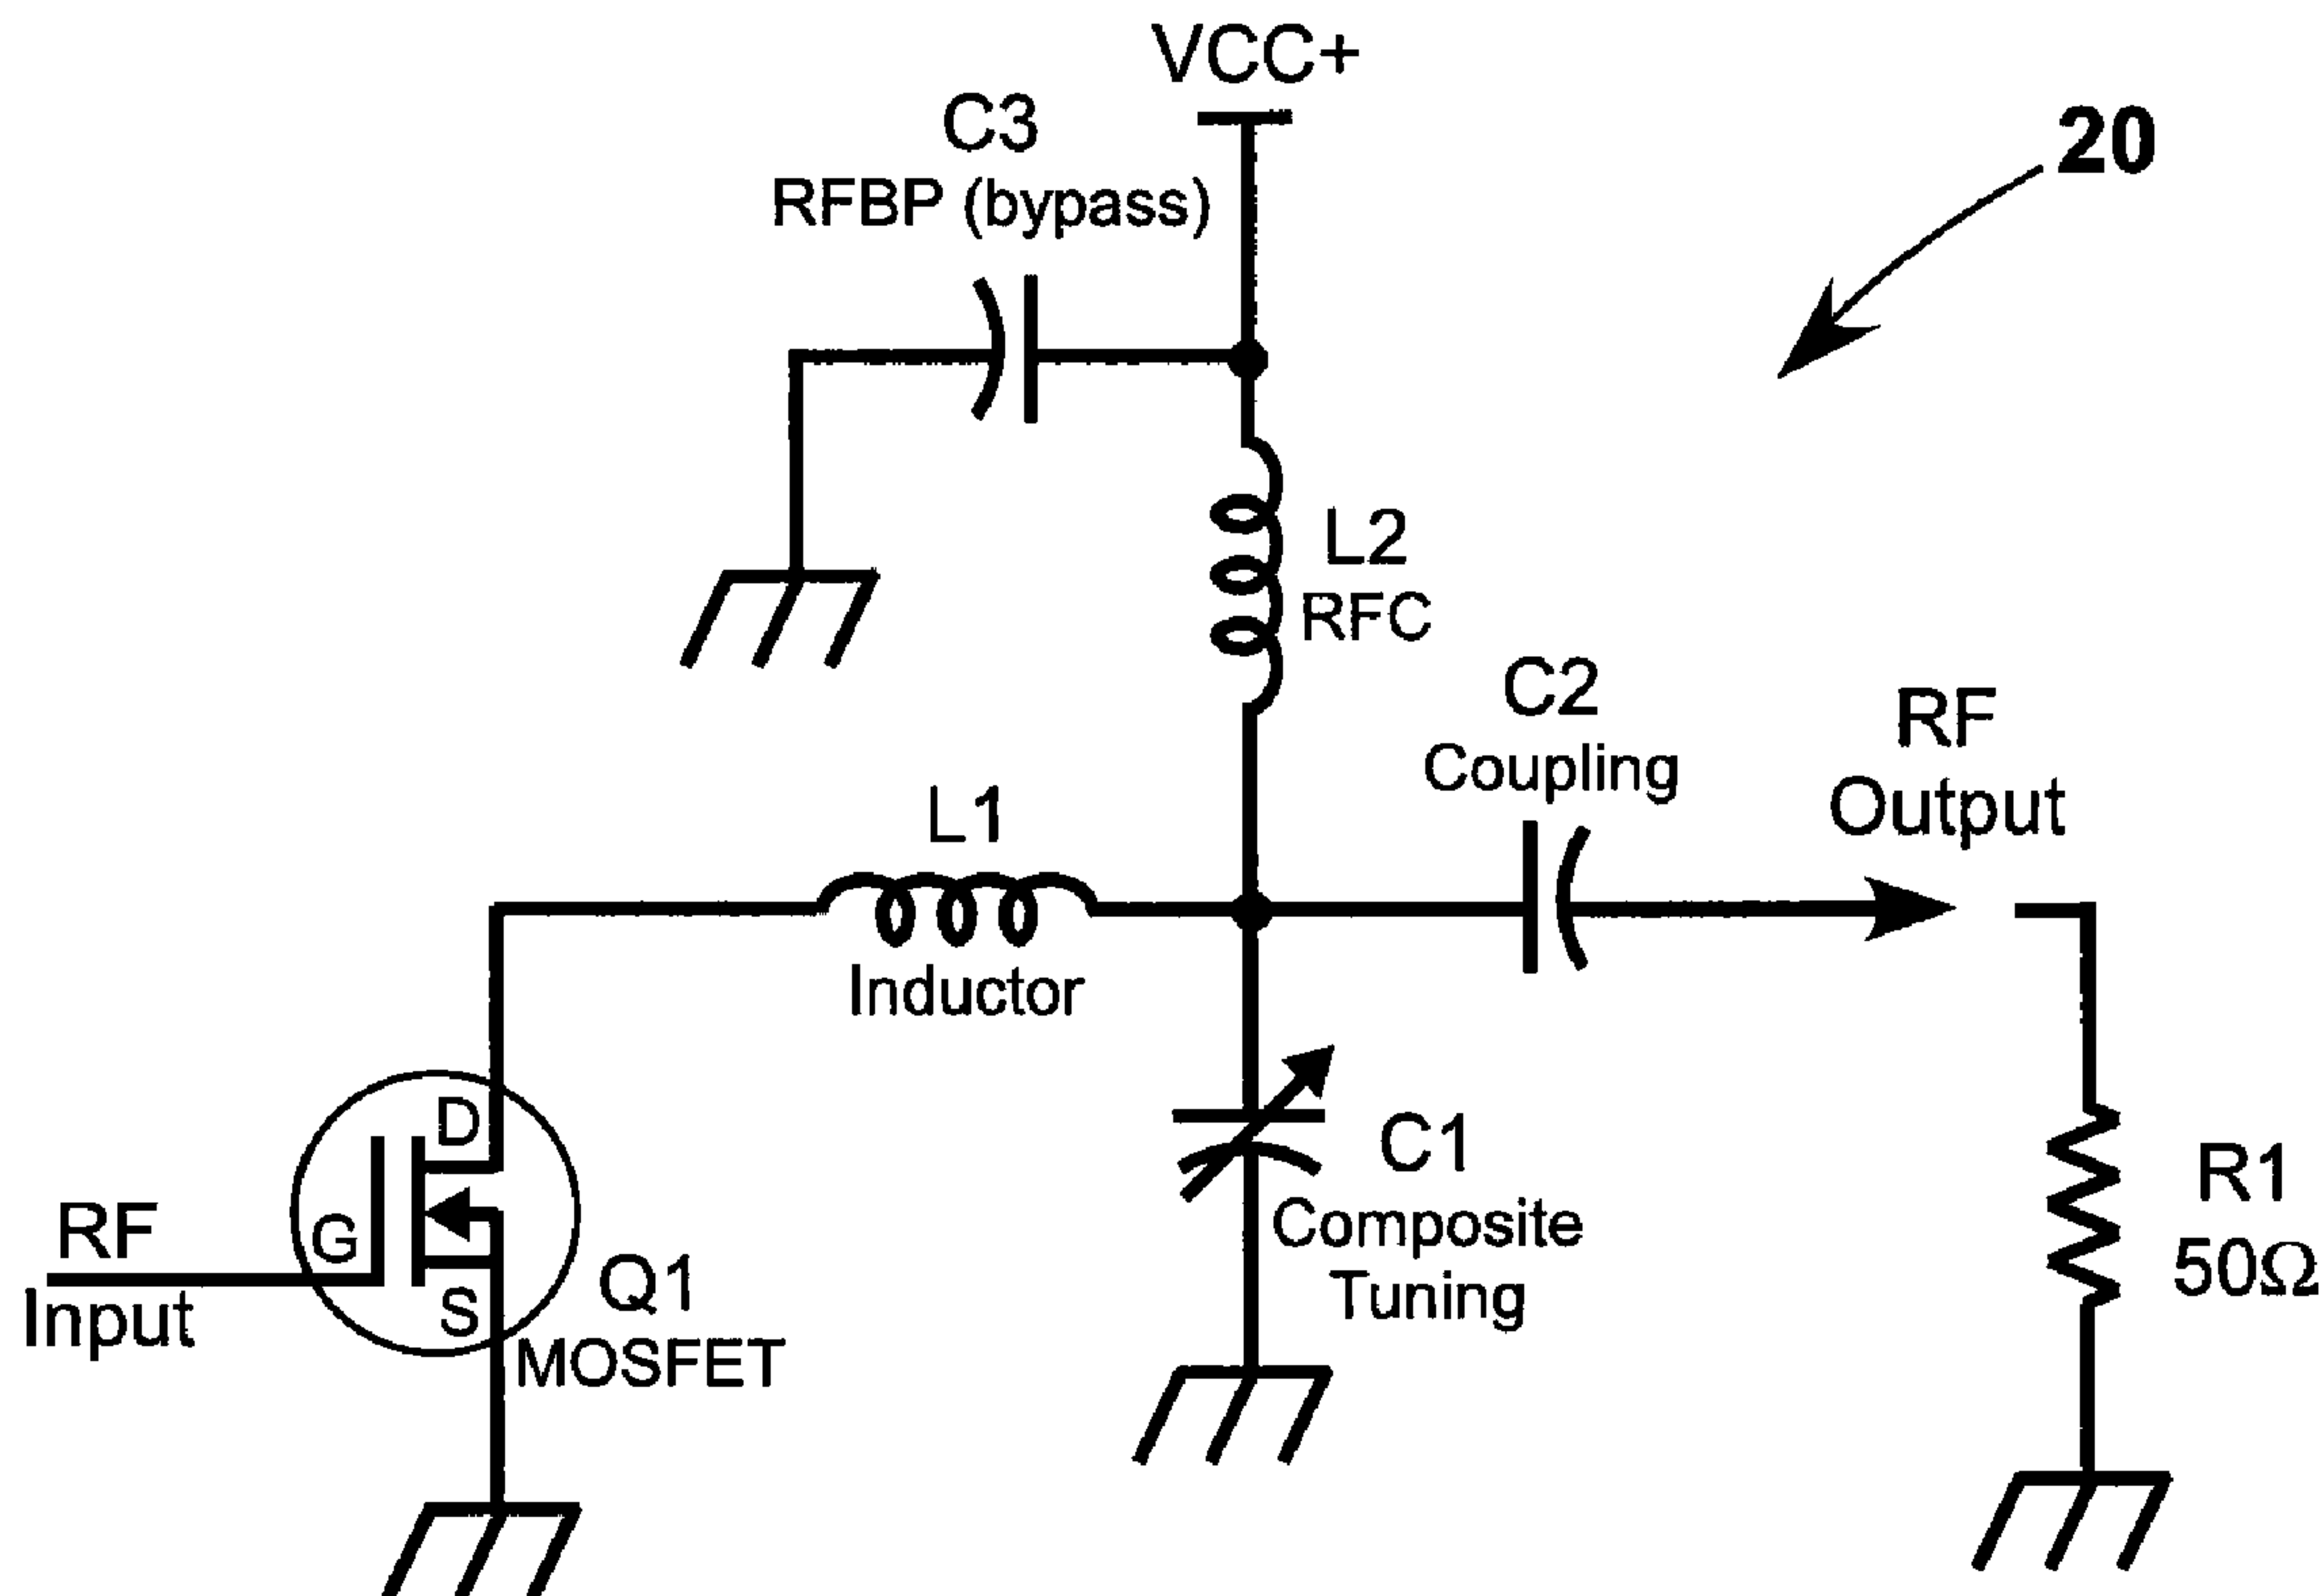 VCC+
C3
RFBP (bypass)
20
L2
RFC
C2
Coupling
RF
Output
L1
Inductor
D
G
S
RF
Input
Q1
MOSFET
C1
Composite
Tuning
R1
50Ω